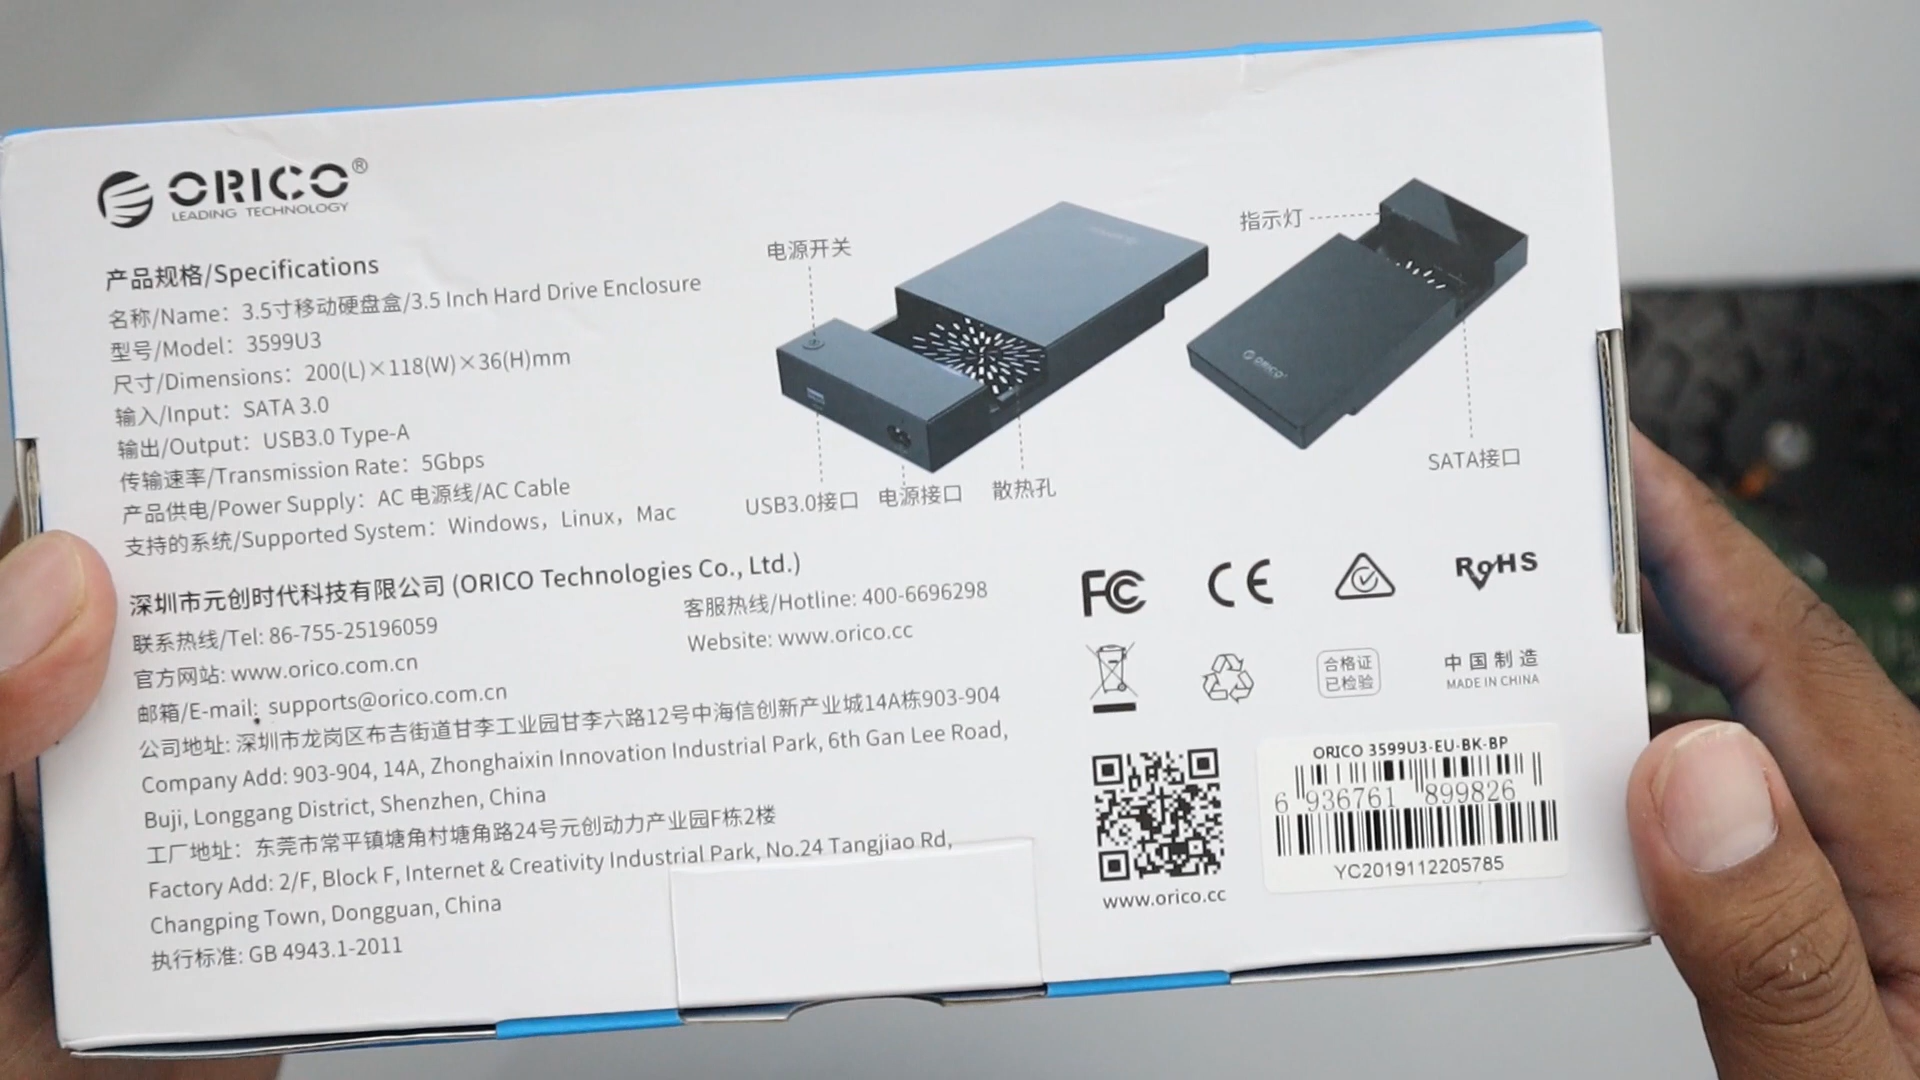 ORICO®
LEADING TECHNOLOGY
产品规格/Specifications
名称/Name：3.5寸移动硬盘盒/3.5 Inch Hard Drive Enclosure
型号/Model：3599U3
尺寸/Dimensions：200(L)×118(W)×36(H)mm
输入/Input：SATA 3.0
输出/Output：USB3.0 Type-A
传输速率/Transmission Rate：5Gbps
产品供电/Power Supply：AC 电源线/AC Cable
支持的系统/Supported System：Windows，Linux，Mac
电源开关
USB3.0接口 电源接口 散热孔
指示灯
ORICO
SATA接口
深圳市元创时代科技有限公司 (ORICO Technologies Co., Ltd.)
联系热线/Tel: 86-755-25196059
客服热线/Hotline: 400-6696298
官方网站: www.orico.com.cn
Website: www.orico.cc
邮箱/E-mail: supports@orico.com.cn
公司地址: 深圳市龙岗区布吉街道甘李工业园甘李六路12号中海信创新产业城14A栋903-904
Company Add: 903-904, 14A, Zhonghaixin Innovation Industrial Park, 6th Gan Lee Road,
Buji, Longgang District, Shenzhen, China
工厂地址：东莞市常平镇塘角村塘角路24号元创动力产业园F栋2楼
Factory Add: 2/F, Block F, Internet & Creativity Industrial Park, No.24 Tangjiao Rd,
Changping Town, Dongguan, China
执行标准: GB 4943.1-2011
FC
CE
RoHS
合格证
已检验
中国制造
MADE IN CHINA
www.orico.cc
ORICO 3599U3-EU-BK-BP
6 936761 899826
YC2019112205785